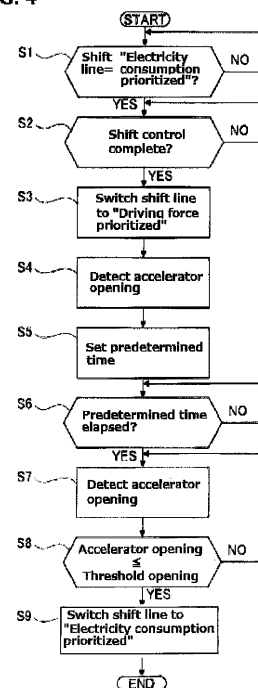 START
S1
Shift "Electricity
line= consumption
prioritized"?
NO
YES
S2
Shift control
complete?
NO
YES
S3
Switch shift line
to "Driving force
prioritized"
S4
Detect accelerator
opening
S5
Set predetermined
time
S6
Predetermined time
elapsed?
NO
YES
S7
Detect accelerator
opening
S8
Accelerator opening
≦
Threshold opening
NO
YES
S9
Switch shift line to
"Electricity consumption
prioritized"
END